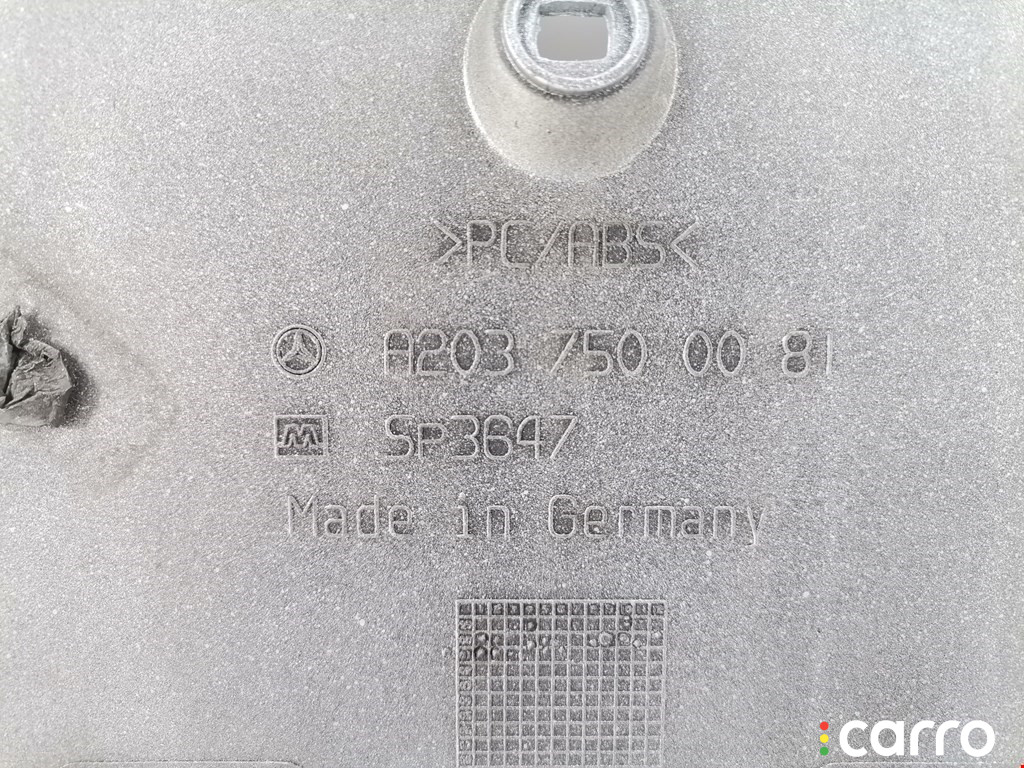 >PC/ABS<
A203 750 00 81
SP3647
Made in Germany
carro